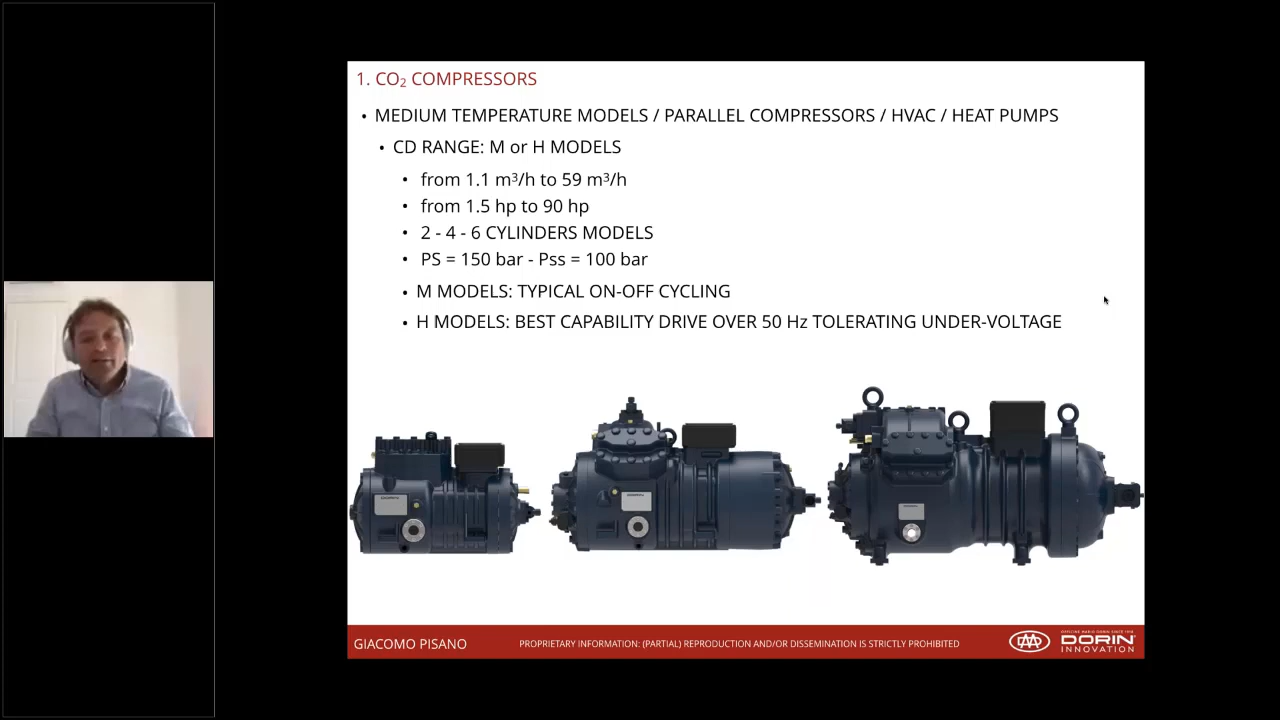 1. CO₂ COMPRESSORS
• MEDIUM TEMPERATURE MODELS / PARALLEL COMPRESSORS / HVAC / HEAT PUMPS
• CD RANGE: M or H MODELS
• from 1.1 m³/h to 59 m³/h
• from 1.5 hp to 90 hp
• 2 - 4 - 6 CYLINDERS MODELS
• PS = 150 bar - Pss = 100 bar
• M MODELS: TYPICAL ON-OFF CYCLING
• H MODELS: BEST CAPABILITY DRIVE OVER 50 Hz TOLERATING UNDER-VOLTAGE
DORIN
GIACOMO PISANO
PROPRIETARY INFORMATION: (PARTIAL) REPRODUCTION AND/OR DISSEMINATION IS STRICTLY PROHIBITED
DORIN
INNOVATION